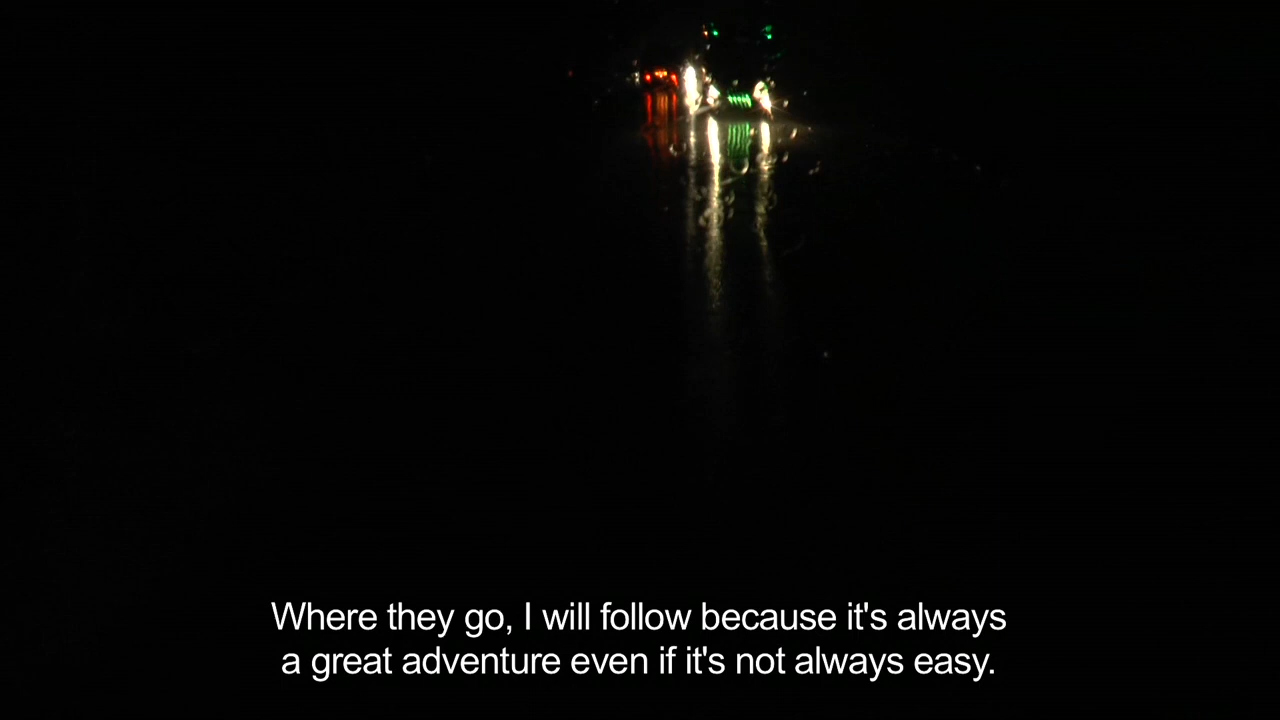 Where they go, I will follow because it's always
a great adventure even if it's not always easy.